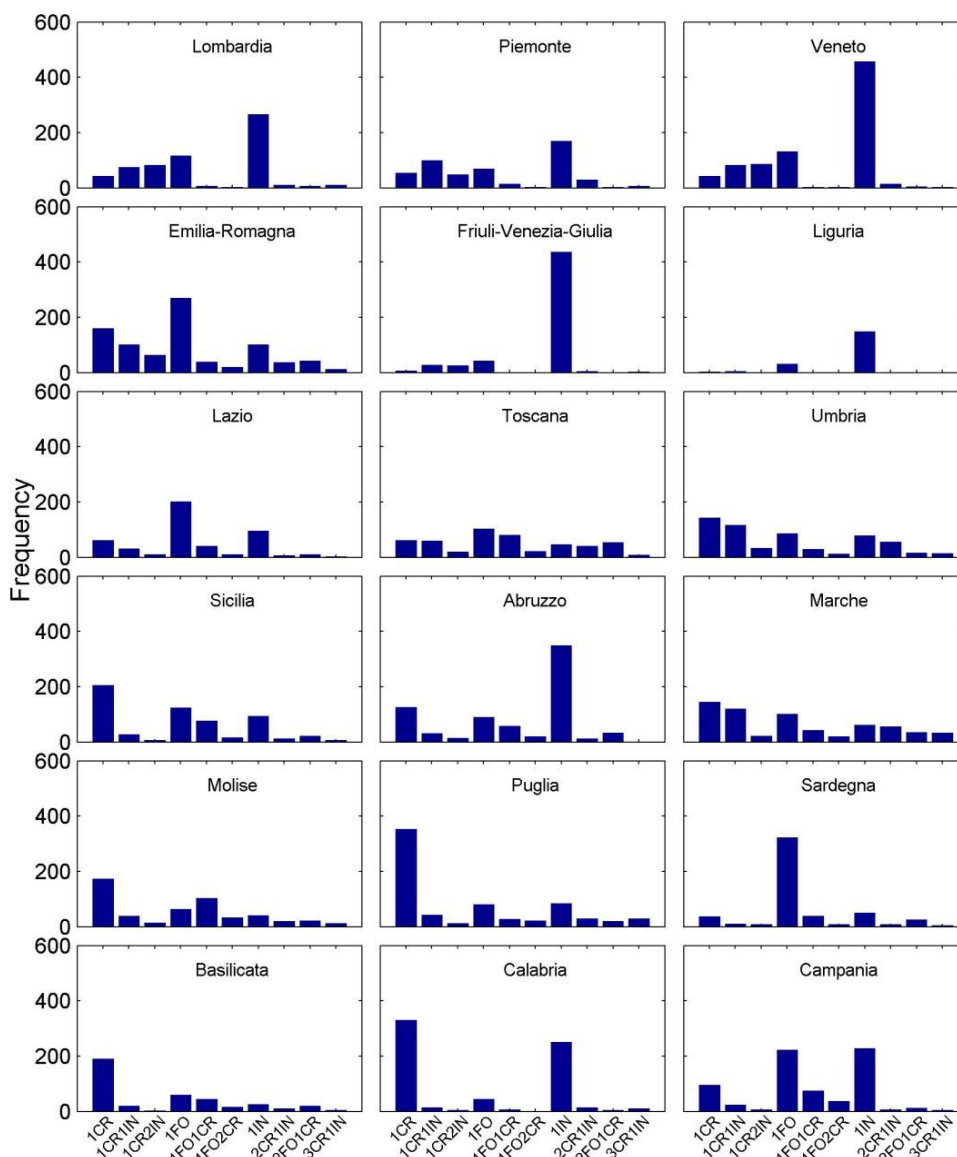 600
400
200
0
Lombardia
Piemonte
Veneto
600
400
200
0
Emilia-Romagna
Friuli-Venezia-Giulia
Liguria
600
400
200
0
Lazio
Toscana
Umbria
Frequency
600
400
200
0
Sicilia
Abruzzo
Marche
600
400
200
0
Molise
Puglia
Sardegna
600
400
200
0
Basilicata
Calabria
Campania
1CR
1CR1IN
1CR2IN
1FO
1FO1CR
1FO2CR
1IN
2CR1IN
2FO1CR
3CR1IN
1CR
1CR1IN
1CR2IN
1FO
1FO1CR
1FO2CR
1IN
2CR1IN
2FO1CR
3CR1IN
1CR
1CR1IN
1CR2IN
1FO
1FO1CR
1FO2CR
1IN
2CR1IN
2FO1CR
3CR1IN